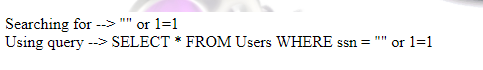 Searching for --> "" or 1=1
Using query --> SELECT * FROM Users WHERE ssn = "" or 1=1